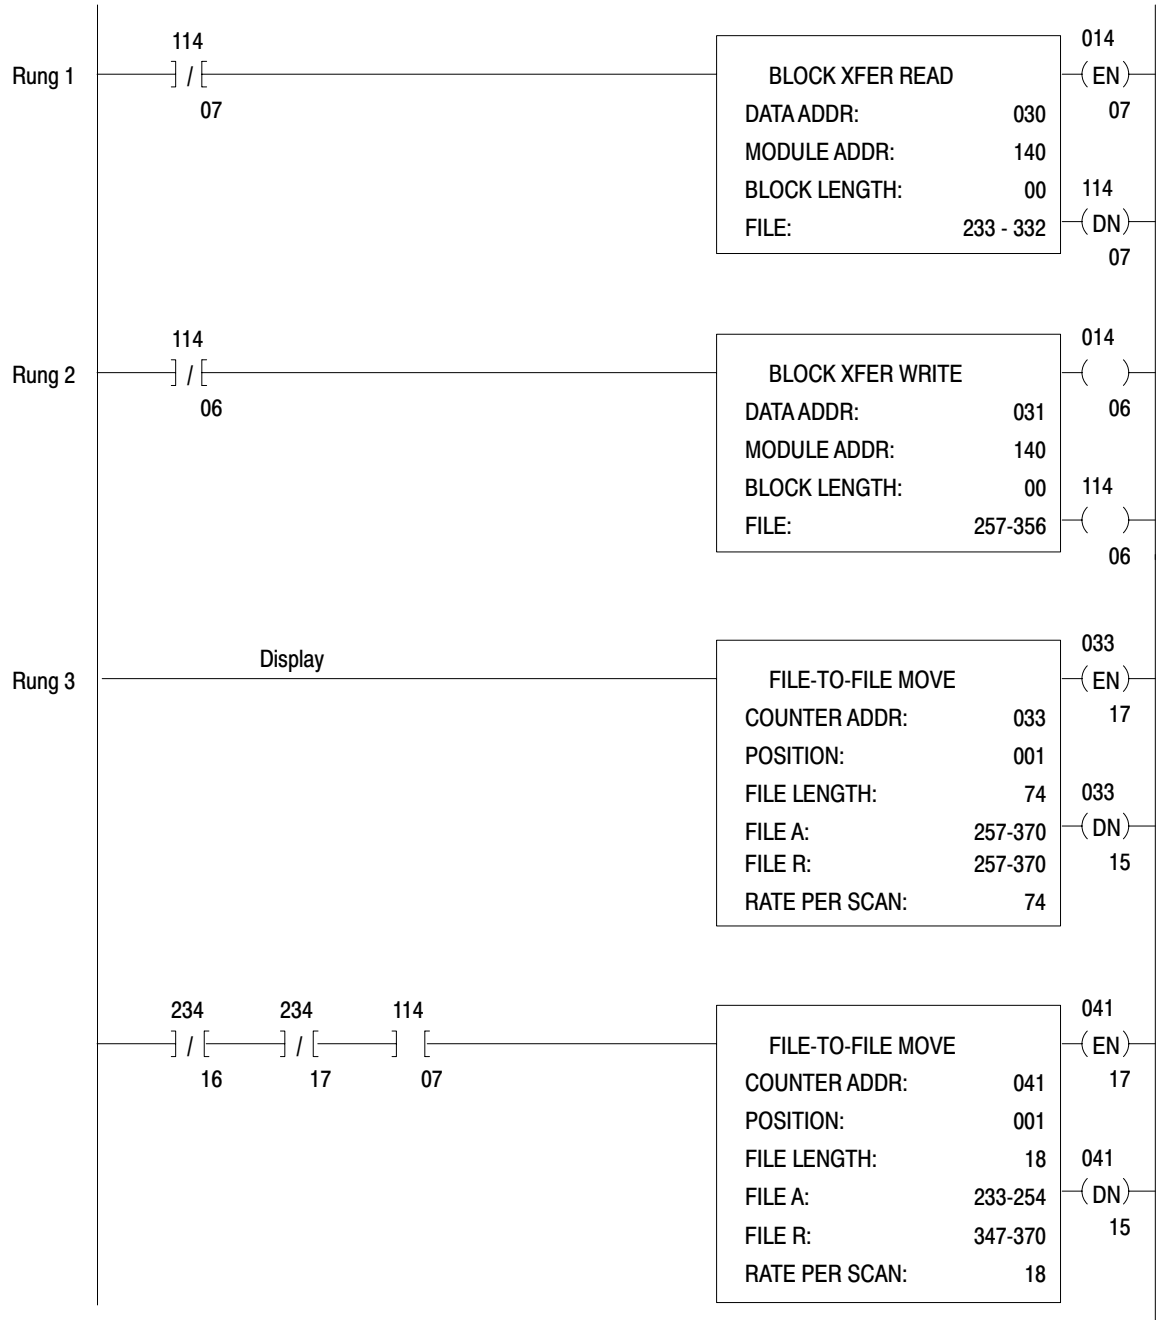 114
014
Rung 1
] / [
BLOCK XFER READ
( EN )
07
DATA ADDR: 030
07
MODULE ADDR: 140
BLOCK LENGTH: 00
114
FILE: 233 - 332
( DN )
07
114
014
Rung 2
] / [
BLOCK XFER WRITE
( )
06
DATA ADDR: 031
06
MODULE ADDR: 140
BLOCK LENGTH: 00
114
FILE: 257-356
( )
06
Display
033
Rung 3
FILE-TO-FILE MOVE
( EN )
COUNTER ADDR: 033
17
POSITION: 001
FILE LENGTH: 74
033
FILE A: 257-370
( DN )
FILE R: 257-370
15
RATE PER SCAN: 74
234 234 114
041
] / [ ] / [ ] [
FILE-TO-FILE MOVE
( EN )
16 17 07
COUNTER ADDR: 041
17
POSITION: 001
FILE LENGTH: 18
041
FILE A: 233-254
( DN )
FILE R: 347-370
15
RATE PER SCAN: 18